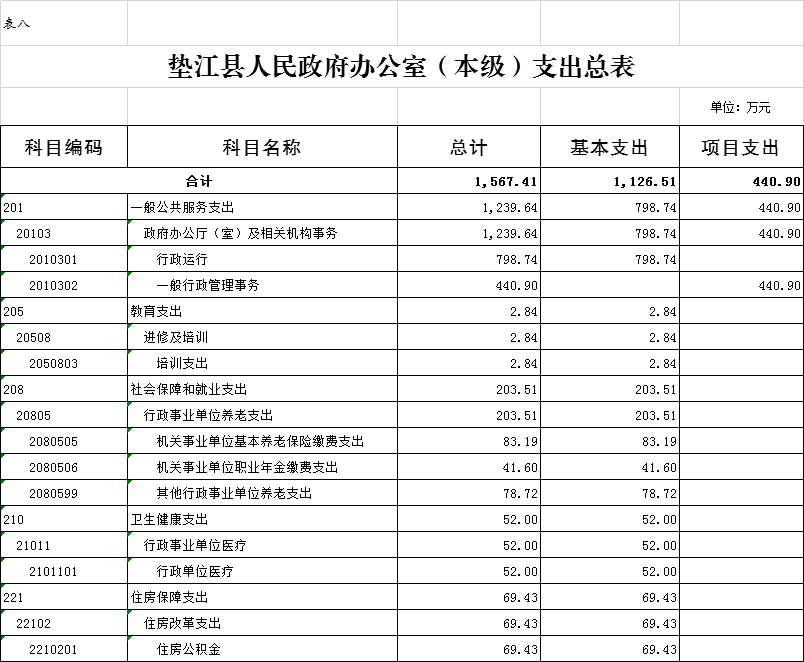 表八
垫江县人民政府办公室（本级）支出总表
单位：万元
科目编码 科目名称 总计 基本支出 项目支出
合计 1,567.41 1,126.51 440.90
201 一般公共服务支出 1,239.64 798.74 440.90
20103 政府办公厅（室）及相关机构事务 1,239.64 798.74 440.90
2010301 行政运行 798.74 798.74
2010302 一般行政管理事务 440.90 440.90
205 教育支出 2.84 2.84
20508 进修及培训 2.84 2.84
2050803 培训支出 2.84 2.84
208 社会保障和就业支出 203.51 203.51
20805 行政事业单位养老支出 203.51 203.51
2080505 机关事业单位基本养老保险缴费支出 83.19 83.19
2080506 机关事业单位职业年金缴费支出 41.60 41.60
2080599 其他行政事业单位养老支出 78.72 78.72
210 卫生健康支出 52.00 52.00
21011 行政事业单位医疗 52.00 52.00
2101101 行政单位医疗 52.00 52.00
221 住房保障支出 69.43 69.43
22102 住房改革支出 69.43 69.43
2210201 住房公积金 69.43 69.43